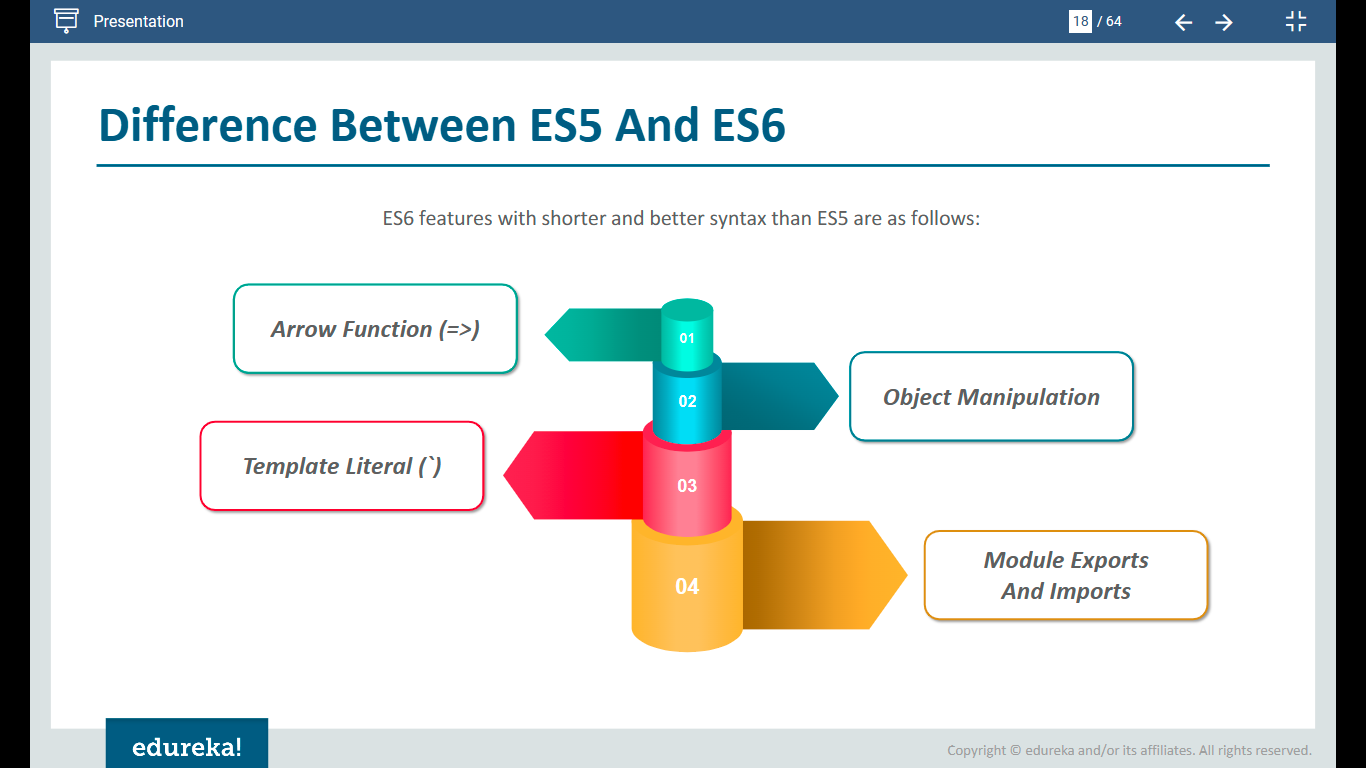 Presentation
18 / 64
Difference Between ES5 And ES6
ES6 features with shorter and better syntax than ES5 are as follows:
Arrow Function (=>)
01
02
Object Manipulation
Template Literal (`)
03
04
Module Exports
And Imports
edureka!
Copyright © edureka and/or its affiliates. All rights reserved.